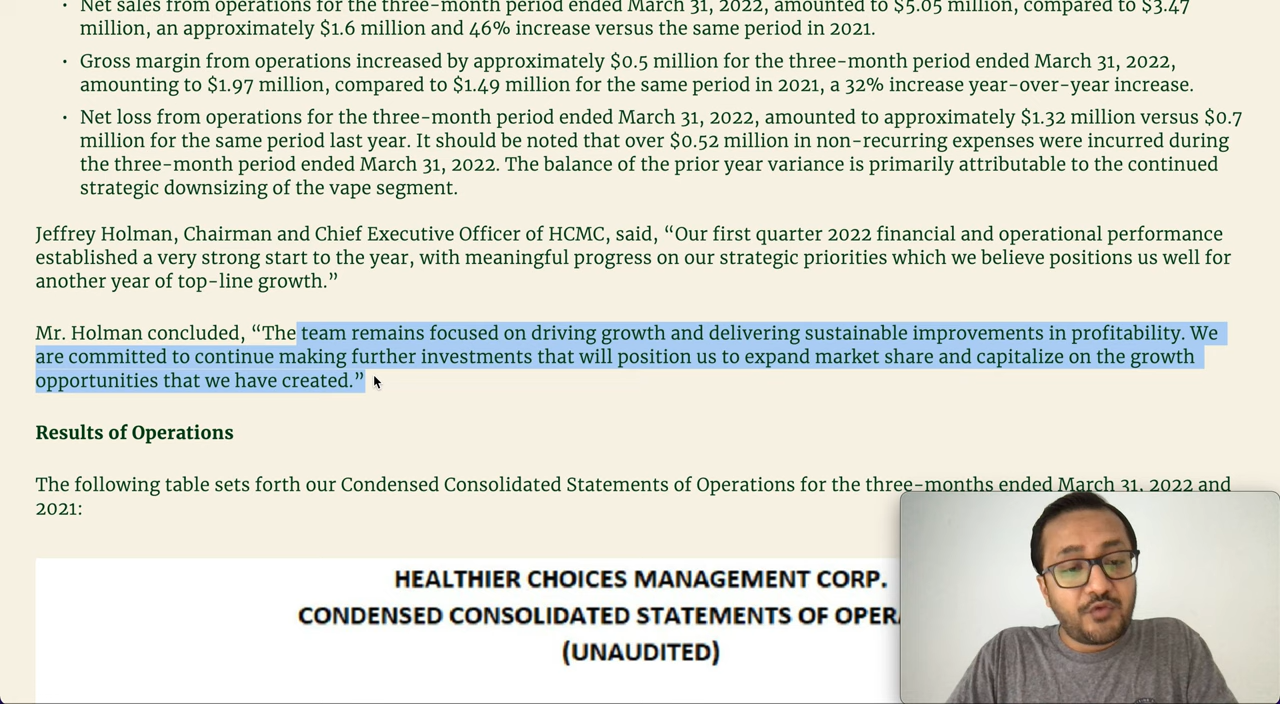 • Net sales from operations for the three-month period ended March 31, 2022, amounted to $5.05 million, compared to $3.47
million, an approximately $1.6 million and 46% increase versus the same period in 2021.
• Gross margin from operations increased by approximately $0.5 million for the three-month period ended March 31, 2022,
amounting to $1.97 million, compared to $1.49 million for the same period in 2021, a 32% increase year-over-year increase.
• Net loss from operations for the three-month period ended March 31, 2022, amounted to approximately $1.32 million versus $0.7
million for the same period last year. It should be noted that over $0.52 million in non-recurring expenses were incurred during
the three-month period ended March 31, 2022. The balance of the prior year variance is primarily attributable to the continued
strategic downsizing of the vape segment.
Jeffrey Holman, Chairman and Chief Executive Officer of HCMC, said, “Our first quarter 2022 financial and operational performance
established a very strong start to the year, with meaningful progress on our strategic priorities which we believe positions us well for
another year of top-line growth.”
Mr. Holman concluded, “The team remains focused on driving growth and delivering sustainable improvements in profitability. We
are committed to continue making further investments that will position us to expand market share and capitalize on the growth
opportunities that we have created.”
Results of Operations
The following table sets forth our Condensed Consolidated Statements of Operations for the three-months ended March 31, 2022 and
2021:
HEALTHIER CHOICES MANAGEMENT CORP.
CONDENSED CONSOLIDATED STATEMENTS OF OPER
(UNAUDITED)